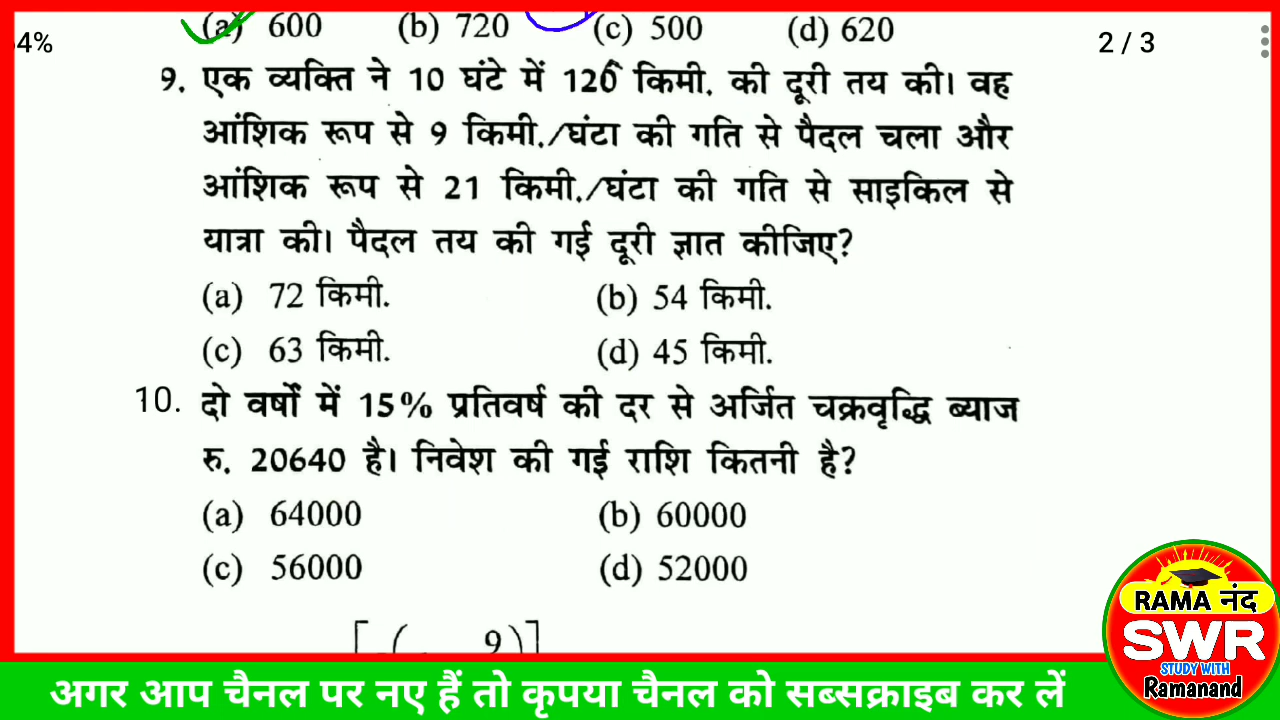 (a) 600 (b) 720 (c) 500 (d) 620
4%
2 / 3
9. एक व्यक्ति ने 10 घंटे में 120 किमी. की दूरी तय की। वह
आंशिक रूप से 9 किमी./घंटा की गति से पैदल चला और
आंशिक रूप से 21 किमी./घंटा की गति से साइकिल से
यात्रा की। पैदल तय की गई दूरी ज्ञात कीजिए?
(a) 72 किमी. (b) 54 किमी.
(c) 63 किमी. (d) 45 किमी.
10. दो वर्षों में 15% प्रतिवर्ष की दर से अर्जित चक्रवृद्धि ब्याज
रु. 20640 है। निवेश की गई राशि कितनी है?
(a) 64000 (b) 60000
(c) 56000 (d) 52000
9
RAMA नंद
SWR
STUDY WITH
Ramanand
अगर आप चैनल पर नए हैं तो कृपया चैनल को सब्सक्राइब कर लें